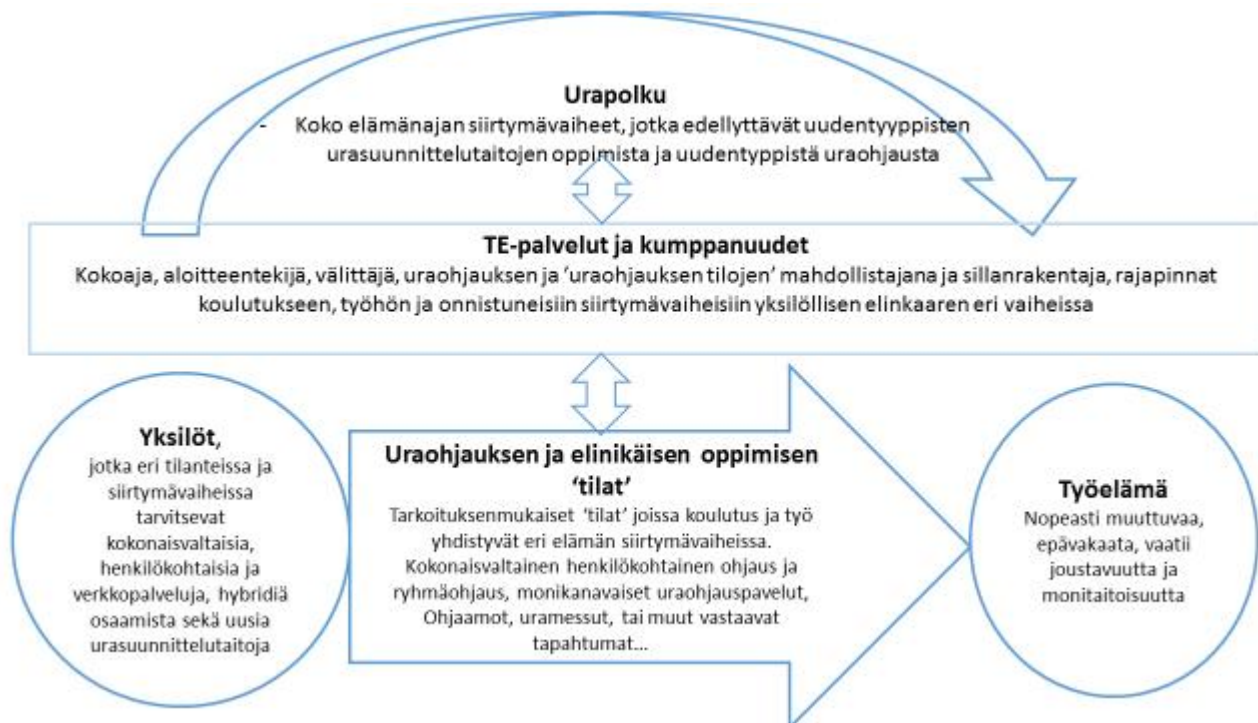 Urapolku
- Koko elämänajan siirtymävaiheet, jotka edellyttävät uudentyyppisten
urasuunnittelutaitojen oppimista ja uudentyppistä uraohjausta
TE-palvelut ja kumppanuudet
Kokoaja, aloitteentekijä, välittäjä, uraohjauksen ja ‘uraohjauksen tilojen’ mahdollistajana ja sillanrakentaja, rajapinnat
koulutukseen, työhön ja onnistuneisiin siirtymävaiheisiin yksilöllisen elinkaaren eri vaiheissa
Yksilöt,
jotka eri tilanteissa ja
siirtymävaiheissa
tarvitsevat
kokonaisvaltaisia,
henkilökohtaisia ja
verkkopalveluja, hybridiä
osaamista sekä uusia
urasuunnittelutaitoja
Uraohjauksen ja elinikäisen oppimisen
‘tilat’
Tarkoituksenmukaiset ‘tilat’ joissa koulutus ja työ
yhdistyvät eri elämän siirtymävaiheissa.
Kokonaisvaltainen henkilökohtainen ohjaus ja
ryhmäohjaus, monikanavaiset uraohjauspavelut,
Ohjaamot, uramessut, tai muut vastaavat
tapahtumat...
Työelämä
Nopeasti muuttuvaa,
epävakaata, vaatii
joustavuutta ja
monitaitoisuutta